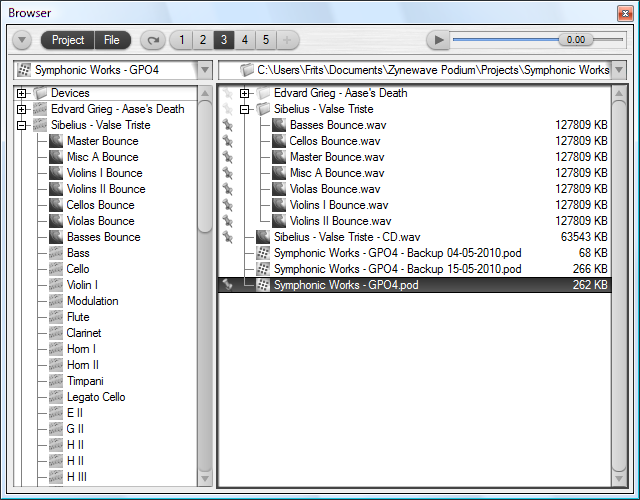 Browser
Project File 1 2 3 4 5 + 0.00
Symphonic Works - GPO4
C:\Users\Frits\Documents\Zynewave Podium\Projects\Symphonic Works
Devices
Edvard Grieg - Aase's Death
Sibelius - Valse Triste
Master Bounce
Misc A Bounce
Violins I Bounce
Violins II Bounce
Cellos Bounce
Violas Bounce
Basses Bounce
Bass
Cello
Violin I
Modulation
Flute
Clarinet
Horn I
Horn II
Timpani
Legato Cello
E II
G II
H II
H II
H III
Edvard Grieg - Aase's Death
Sibelius - Valse Triste
Basses Bounce.wav 127809 KB
Cellos Bounce.wav 127809 KB
Master Bounce.wav 127809 KB
Misc A Bounce.wav 127809 KB
Violas Bounce.wav 127809 KB
Violins I Bounce.wav 127809 KB
Violins II Bounce.wav 127809 KB
Sibelius - Valse Triste - CD.wav 63543 KB
Symphonic Works - GPO4 - Backup 04-05-2010.pod 68 KB
Symphonic Works - GPO4 - Backup 15-05-2010.pod 266 KB
Symphonic Works - GPO4.pod 262 KB